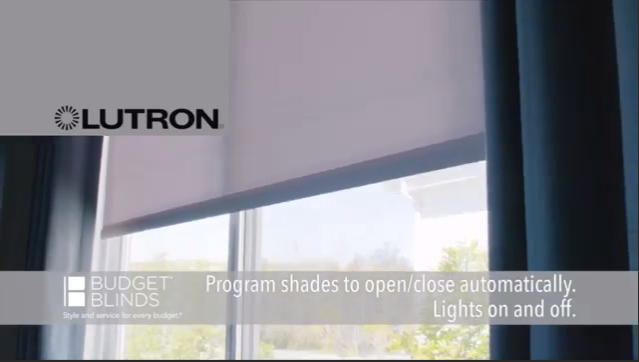 LUTRON
BUDGET
BLINDS
Style and service for every budget.®
Program shades to open/close automatically.
Lights on and off.